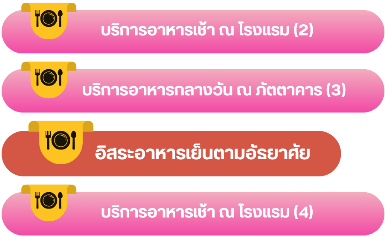 บริการอาหารเช้า ณ โรงแรม (2)
บริการอาหารกลางวัน ณ ภัตตาคาร (3)
อิสระอาหารเย็นตามอัธยาศัย
บริการอาหารเช้า ณ โรงแรม (4)